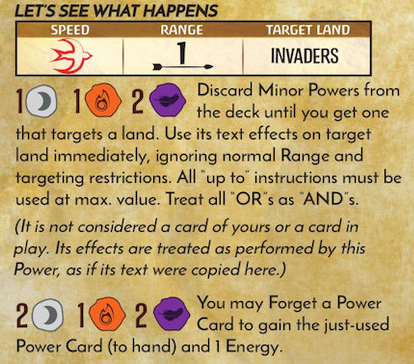 LET'S SEE WHAT HAPPENS
SPEED RANGE TARGET LAND
1 INVADERS
1 1 2 Discard Minor Powers from
the deck until you get one
that targets a land. Use its text effects on target
land immediately, ignoring normal Range and
targeting restrictions. All "up to" instructions must be
used at max. value. Treat all "OR"s as "AND"s.
(It is not considered a card of yours or a card in
play. Its effects are treated as performed by this
Power, as if its text were copied here.)
2 1 2 You may Forget a Power
Card to gain the just-used
Power Card (to hand) and 1 Energy.